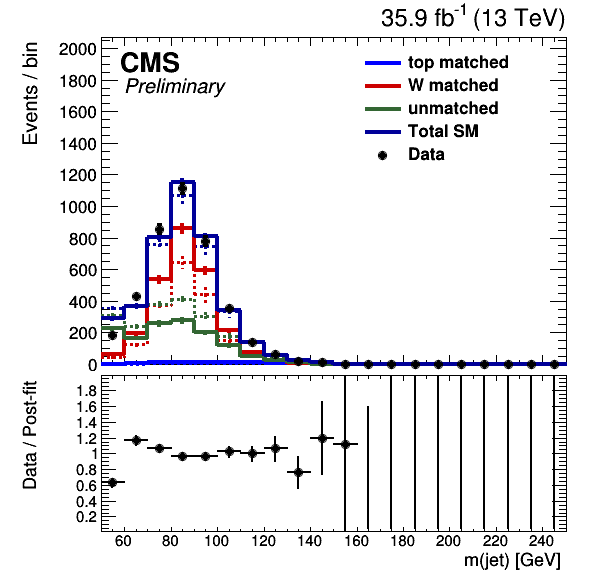 35.9 fb⁻¹ (13 TeV)
CMS
Preliminary
top matched
W matched
unmatched
Total SM
Data
Events / bin
2000
1800
1600
1400
1200
1000
800
600
400
200
0
Data / Post-fit
1.8
1.6
1.4
1.2
1
0.8
0.6
0.4
0.2
60 80 100 120 140 160 180 200 220 240
m(jet) [GeV]